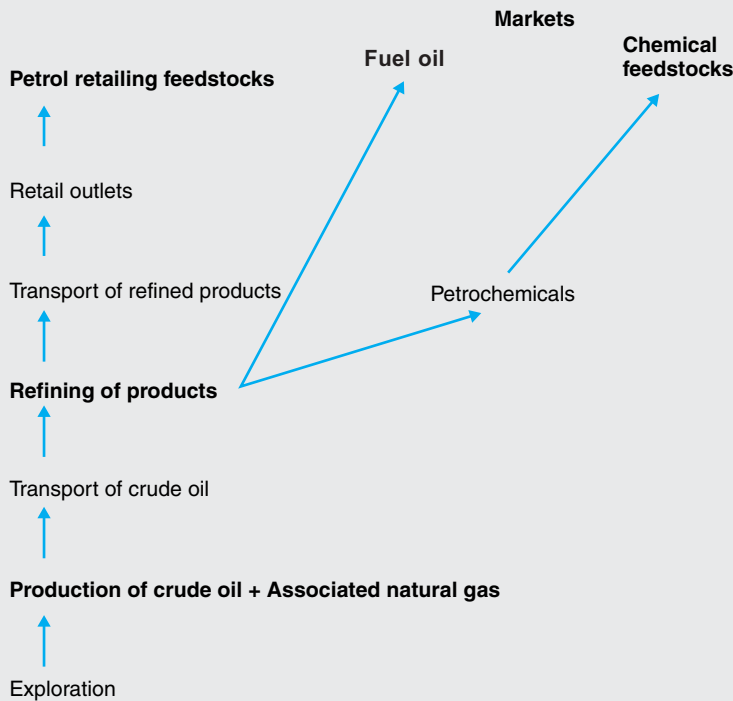 Markets
Fuel oil
Chemical
feedstocks
Petrol retailing feedstocks
Retail outlets
Transport of refined products
Petrochemicals
Refining of products
Transport of crude oil
Production of crude oil + Associated natural gas
Exploration